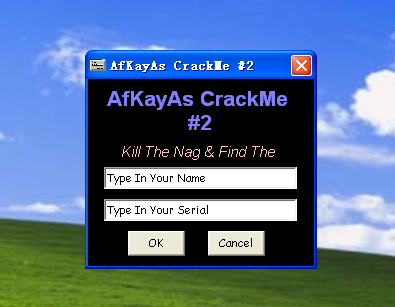 AfKayAs CrackMe #2
AfKayAs CrackMe
#2
Kill The Nag & Find The
Type In Your Name
Type In Your Serial
OK
Cancel